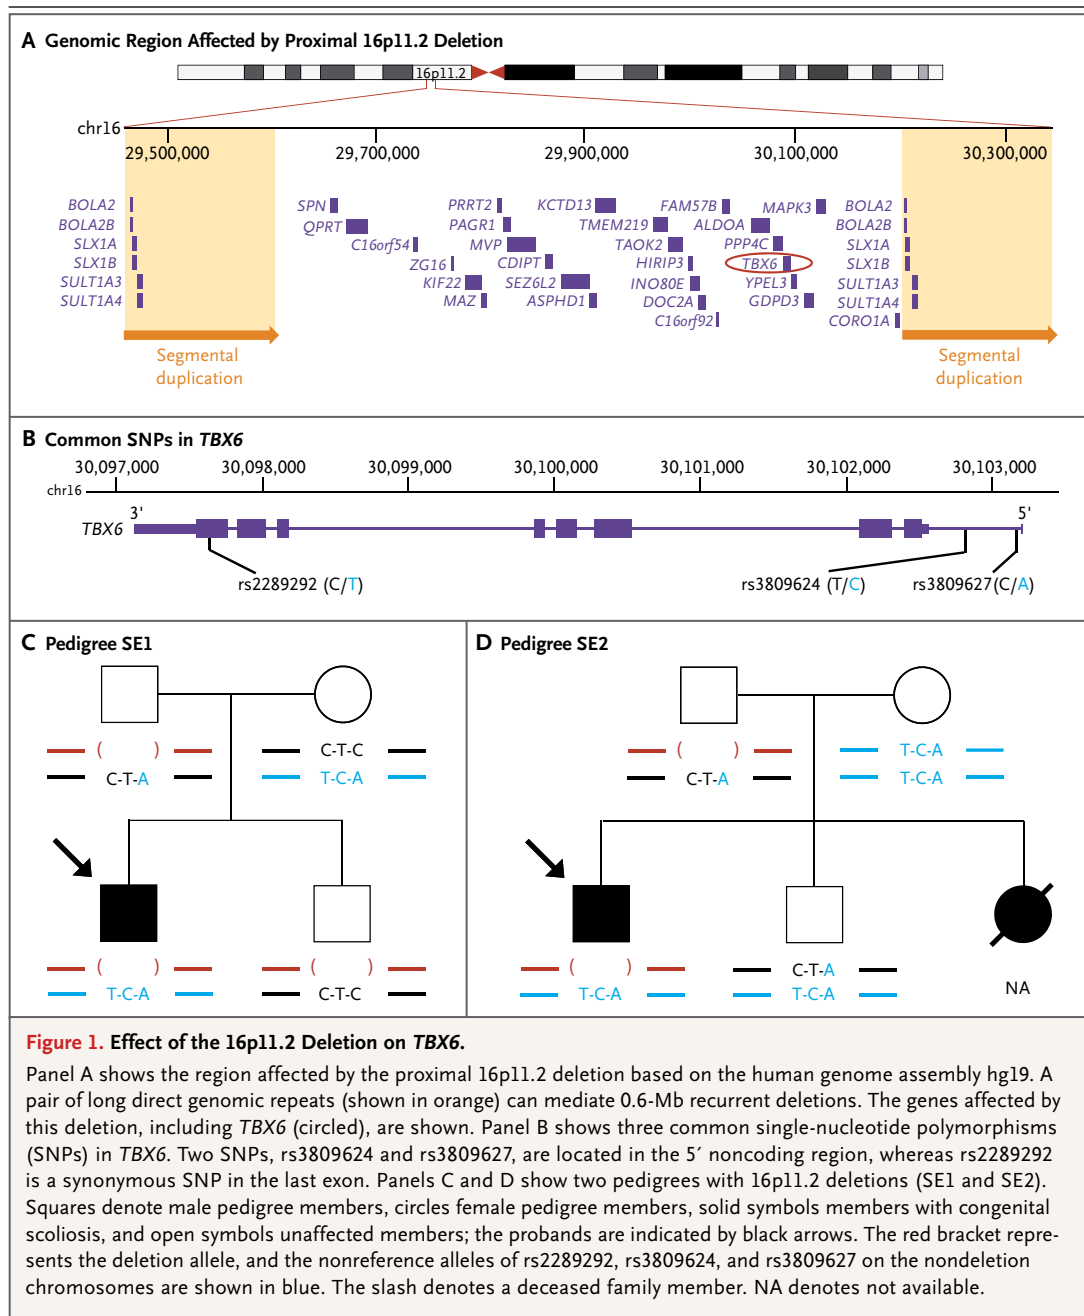 A Genomic Region Affected by Proximal 16p11.2 Deletion
16p11.2
chr16
29,500,000 29,700,000 29,900,000 30,100,000 30,300,000
BOLA2 SPN PRRT2 KCTD13 FAM57B MAPK3 BOLA2
BOLA2B QPRT PAGR1 TMEM219 ALDOA BOLA2B
SLX1A C16orf54 MVP TAOK2 PPP4C SLX1A
SLX1B ZG16 CDIPT HIRIP3 TBX6 SLX1B
SULT1A3 KIF22 SEZ6L2 INO80E YPEL3 SULT1A3
SULT1A4 MAZ ASPHD1 DOC2A GDPD3 SULT1A4
C16orf92 CORO1A
Segmental duplication
Segmental duplication
B Common SNPs in TBX6
30,097,000 30,098,000 30,099,000 30,100,000 30,101,000 30,102,000 30,103,000
chr16
3' 5'
TBX6
rs2289292 (C/T) rs3809624 (T/C) rs3809627(C/A)
C Pedigree SE1
( ) C-T-C
C-T-A T-C-A
( ) ( )
T-C-A C-T-C
D Pedigree SE2
( ) T-C-A
C-T-A T-C-A
( ) C-T-A
T-C-A T-C-A
NA
Figure 1. Effect of the 16p11.2 Deletion on TBX6.
Panel A shows the region affected by the proximal 16p11.2 deletion based on the human genome assembly hg19. A
pair of long direct genomic repeats (shown in orange) can mediate 0.6-Mb recurrent deletions. The genes affected by
this deletion, including TBX6 (circled), are shown. Panel B shows three common single-nucleotide polymorphisms
(SNPs) in TBX6. Two SNPs, rs3809624 and rs3809627, are located in the 5′ noncoding region, whereas rs2289292
is a synonymous SNP in the last exon. Panels C and D show two pedigrees with 16p11.2 deletions (SE1 and SE2).
Squares denote male pedigree members, circles female pedigree members, solid symbols members with congenital
scoliosis, and open symbols unaffected members; the probands are indicated by black arrows. The red bracket repre-
sents the deletion allele, and the nonreference alleles of rs2289292, rs3809624, and rs3809627 on the nondeletion
chromosomes are shown in blue. The slash denotes a deceased family member. NA denotes not available.